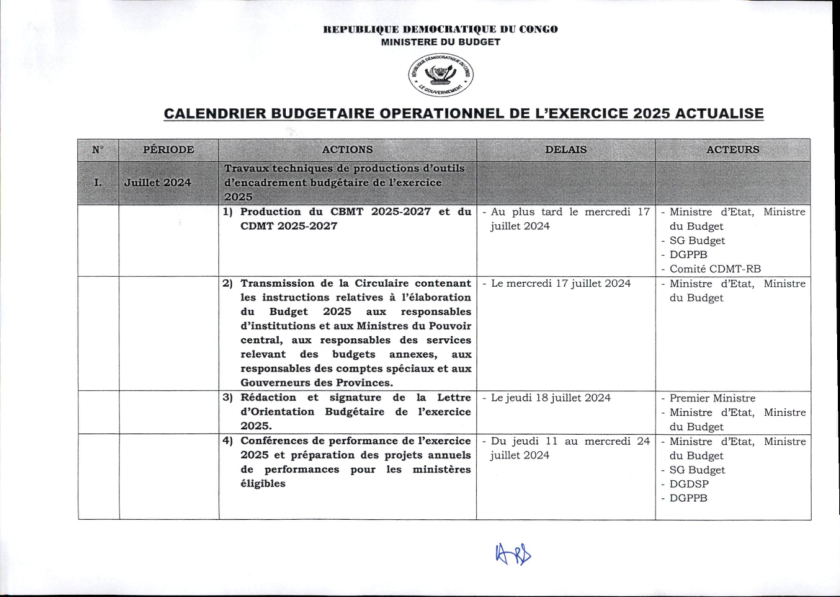 REPUBLIQUE DEMOCRATIQUE DU CONGO
MINISTERE DU BUDGET
REPUBLIQUE DEMOCRATIQUE DU CONGO
LE GOUVERNEMENT
CALENDRIER BUDGETAIRE OPERATIONNEL DE L'EXERCICE 2025 ACTUALISE
N° PÉRIODE ACTIONS DELAIS ACTEURS
I. Juillet 2024
Travaux techniques de productions d'outils
d'encadrement budgétaire de l'exercice
2025
1) Production du CBMT 2025-2027 et du
CDMT 2025-2027
- Au plus tard le mercredi 17
juillet 2024
- Ministre d'Etat, Ministre
du Budget
- SG Budget
- DGPPB
- Comité CDMT-RB
2) Transmission de la Circulaire contenant
les instructions relatives à l'élaboration
du Budget 2025 aux responsables
d'institutions et aux Ministres du Pouvoir
central, aux responsables des services
relevant des budgets annexes, aux
responsables des comptes spéciaux et aux
Gouverneurs des Provinces.
- Le mercredi 17 juillet 2024
- Ministre d'Etat, Ministre
du Budget
3) Rédaction et signature de la Lettre
d'Orientation Budgétaire de l'exercice
2025.
- Le jeudi 18 juillet 2024
- Premier Ministre
- Ministre d'Etat, Ministre
du Budget
4) Conférences de performance de l'exercice
2025 et préparation des projets annuels
de performances pour les ministères
éligibles
- Du jeudi 11 au mercredi 24
juillet 2024
- Ministre d'Etat, Ministre
du Budget
- SG Budget
- DGDSP
- DGPPB